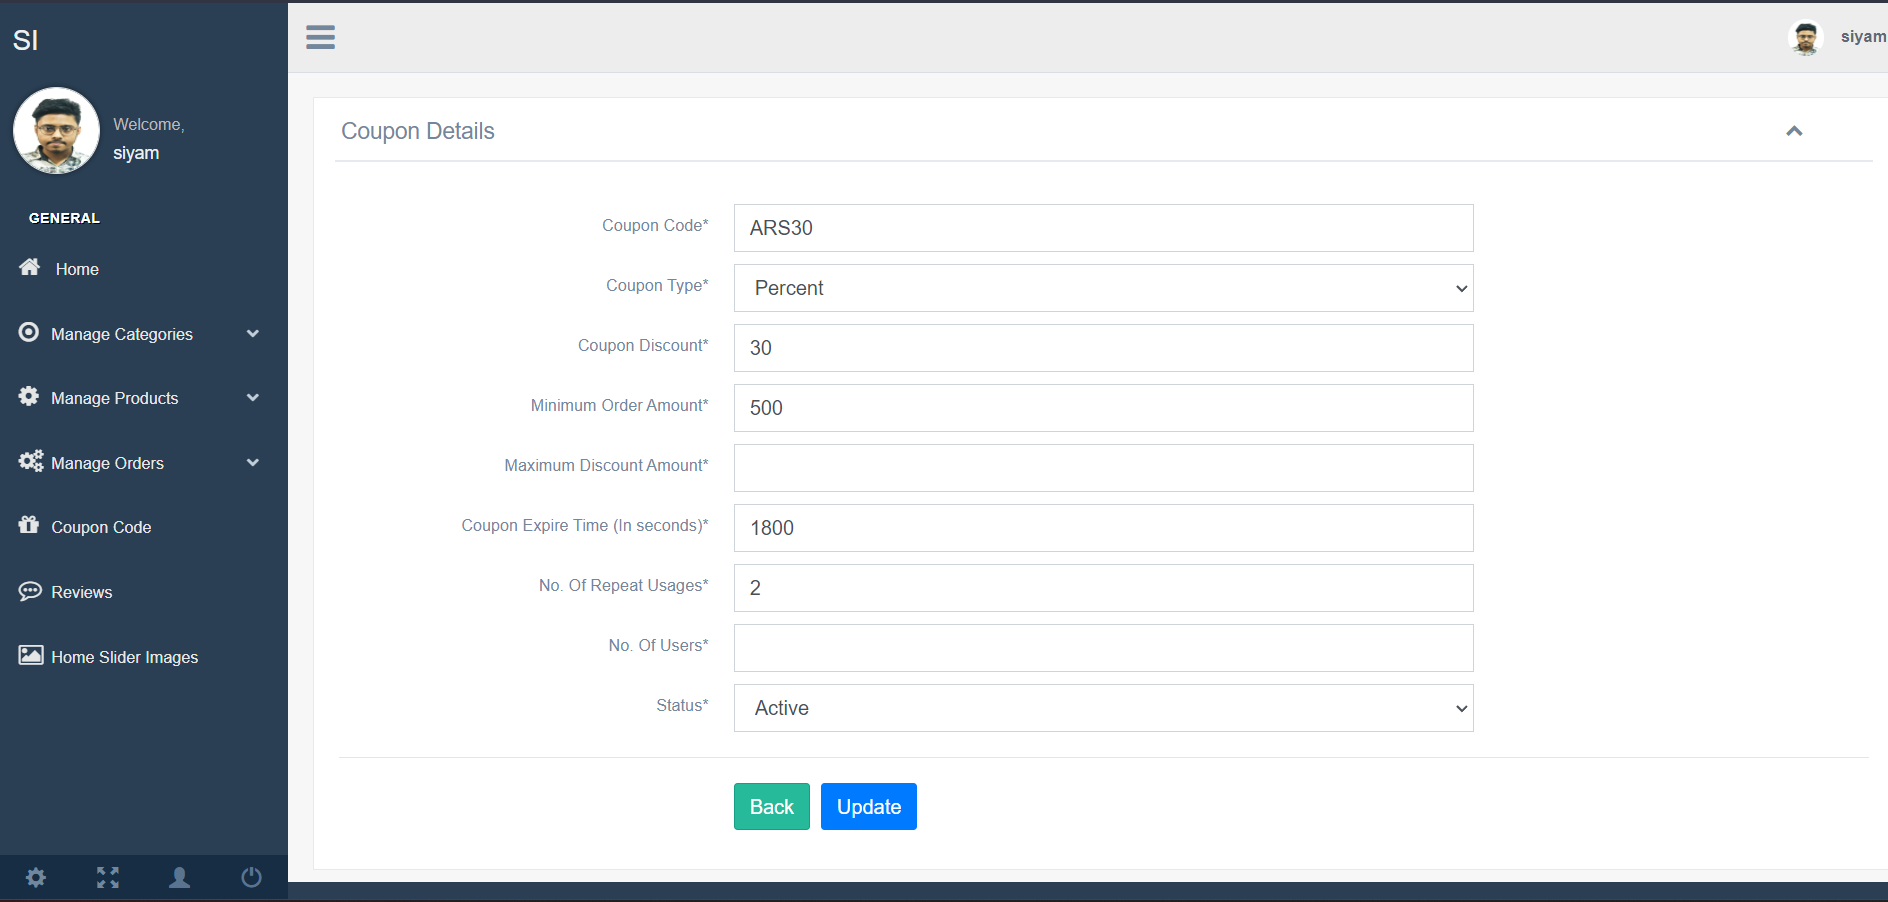 SI
siyam
Welcome,
siyam
GENERAL
Home
Manage Categories
Manage Products
Manage Orders
Coupon Code
Reviews
Home Slider Images
Coupon Details
Coupon Code* ARS30
Coupon Type* Percent
Coupon Discount* 30
Minimum Order Amount* 500
Maximum Discount Amount*
Coupon Expire Time (In seconds)* 1800
No. Of Repeat Usages* 2
No. Of Users*
Status* Active
Back Update